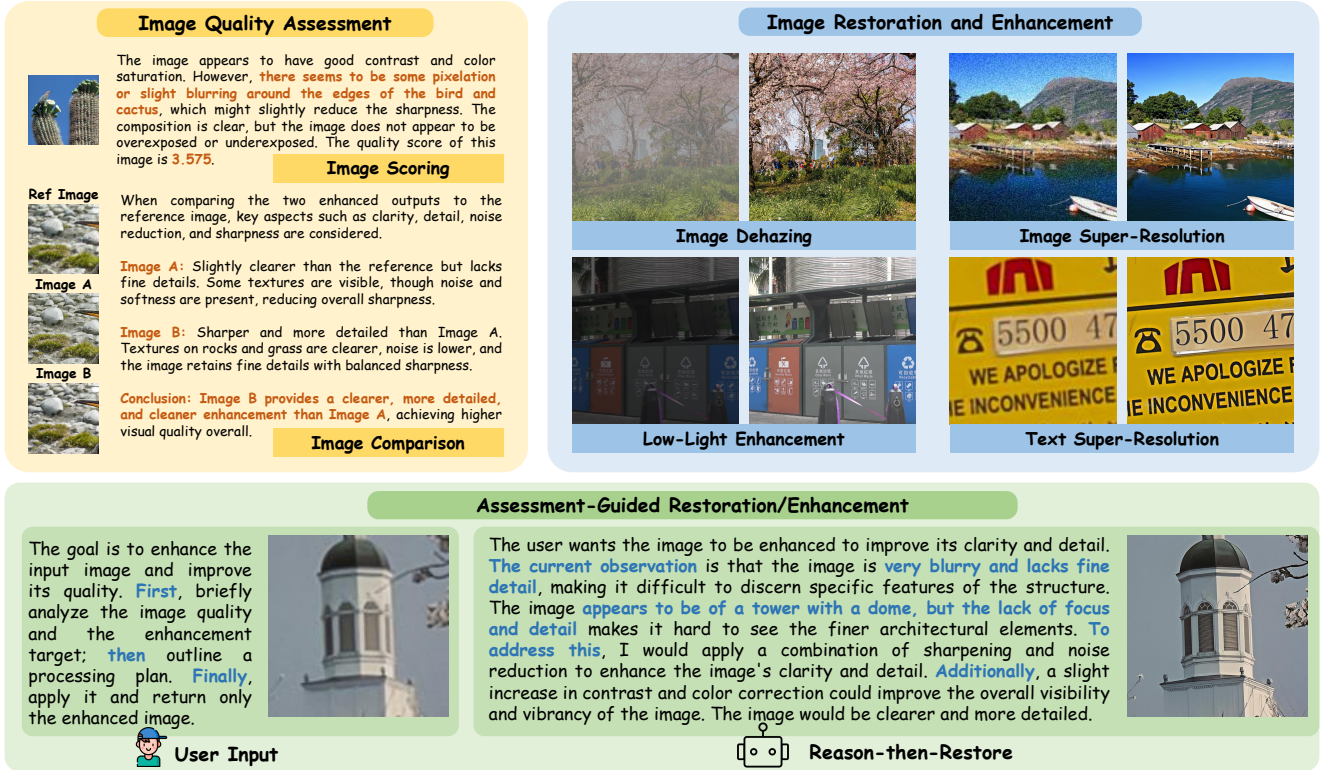 Image Quality Assessment
The image appears to have good contrast and color
saturation. However, there seems to be some pixelation
or slight blurring around the edges of the bird and
cactus, which might slightly reduce the sharpness. The
composition is clear, but the image does not appear to be
overexposed or underexposed. The quality score of this
image is 3.575.
Image Scoring
Ref Image
Image A
Image B
When comparing the two enhanced outputs to the
reference image, key aspects such as clarity, detail, noise
reduction, and sharpness are considered.
Image A: Slightly clearer than the reference but lacks
fine details. Some textures are visible, though noise and
softness are present, reducing overall sharpness.
Image B: Sharper and more detailed than Image A.
Textures on rocks and grass are clearer, noise is lower, and
the image retains fine details with balanced sharpness.
Conclusion: Image B provides a clearer, more detailed,
and cleaner enhancement than Image A, achieving higher
visual quality overall.
Image Comparison
Image Restoration and Enhancement
Image Dehazing
Image Super-Resolution
Low-Light Enhancement
5500 47
WE APOLOGIZE F
IE INCONVENIENCE
5500 47
WE APOLOGIZE F
IE INCONVENIENCE
Text Super-Resolution
Assessment-Guided Restoration/Enhancement
The goal is to enhance the
input image and improve
its quality. First, briefly
analyze the image quality
and the enhancement
target; then outline a
processing plan. Finally,
apply it and return only
the enhanced image.
User Input
The user wants the image to be enhanced to improve its clarity and detail.
The current observation is that the image is very blurry and lacks fine
detail, making it difficult to discern specific features of the structure.
The image appears to be of a tower with a dome, but the lack of focus
and detail makes it hard to see the finer architectural elements. To
address this, I would apply a combination of sharpening and noise
reduction to enhance the image's clarity and detail. Additionally, a slight
increase in contrast and color correction could improve the overall visibility
and vibrancy of the image. The image would be clearer and more detailed.
Reason-then-Restore